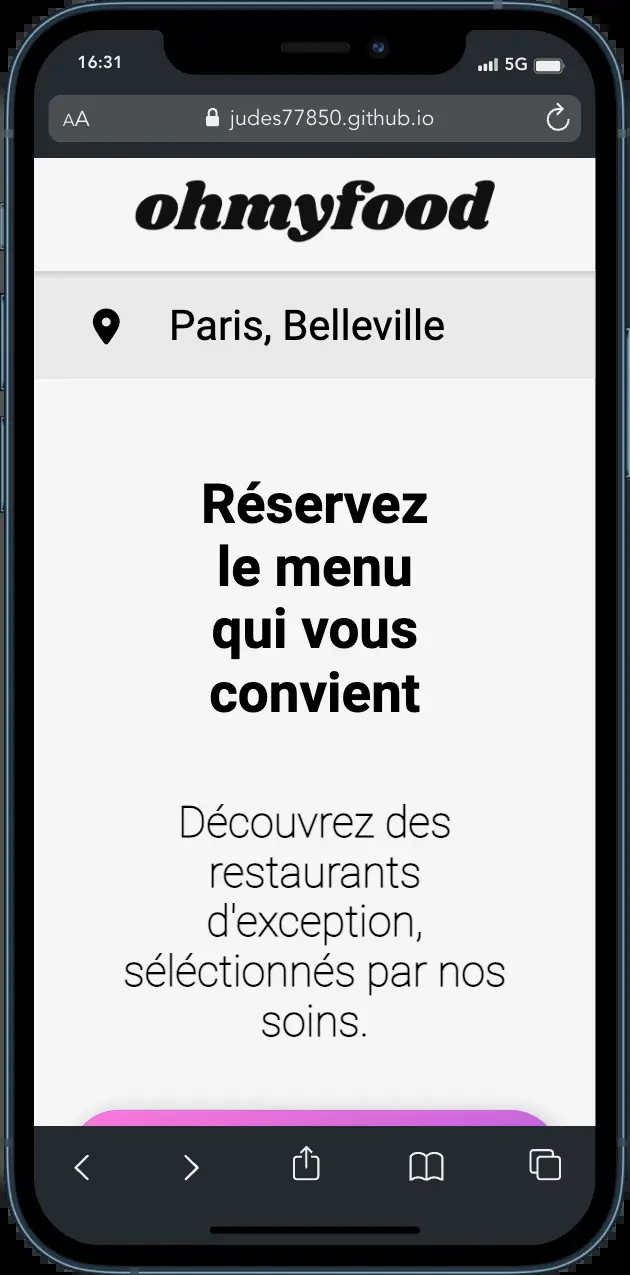 16:31
5G
AA
judes77850.github.io
ohmyfood
Paris, Belleville
Réservez
le menu
qui vous
convient
Découvrez des
restaurants
d'exception,
séléctionnés par nos
soins.